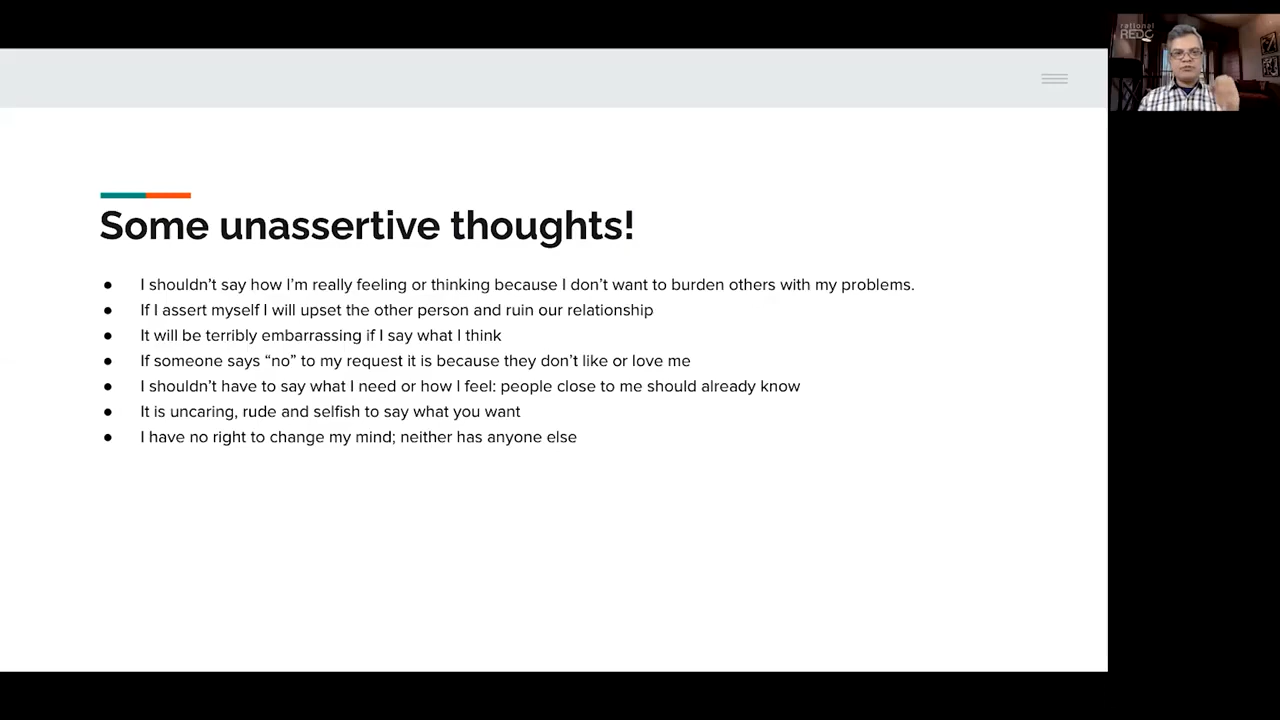 rational
REDC
Some unassertive thoughts!
● I shouldn’t say how I’m really feeling or thinking because I don’t want to burden others with my problems.
● If I assert myself I will upset the other person and ruin our relationship
● It will be terribly embarrassing if I say what I think
● If someone says “no” to my request it is because they don’t like or love me
● I shouldn’t have to say what I need or how I feel: people close to me should already know
● It is uncaring, rude and selfish to say what you want
● I have no right to change my mind; neither has anyone else